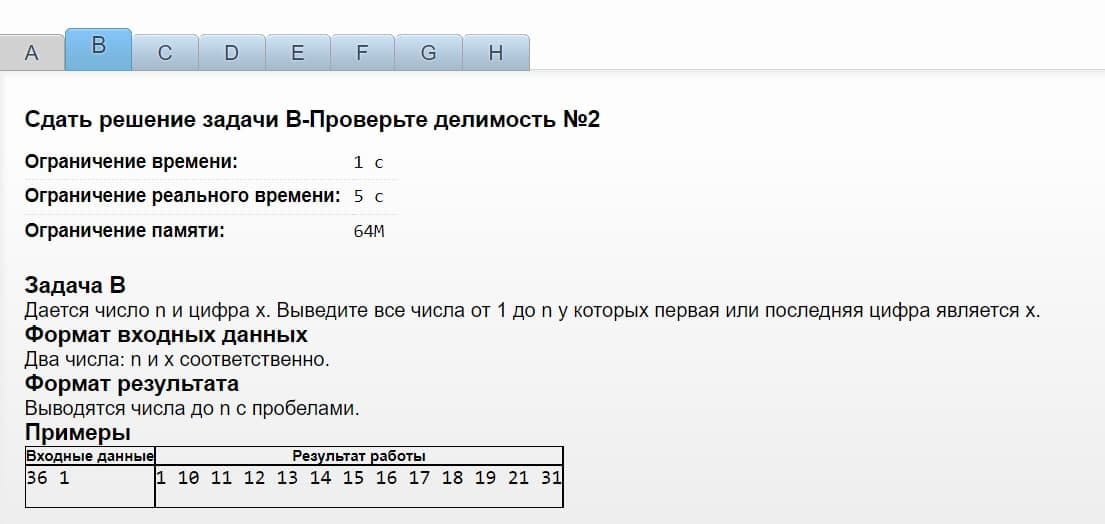 A B C D E F G H
Сдать решение задачи B-Проверьте делимость №2
Ограничение времени: 1 с
Ограничение реального времени: 5 с
Ограничение памяти: 64M
Задача B
Дается число n и цифра x. Выведите все числа от 1 до n у которых первая или последняя цифра является x.
Формат входных данных
Два числа: n и x соответственно.
Формат результата
Выводятся числа до n с пробелами.
Примеры
Входные данные Результат работы
36 1 1 10 11 12 13 14 15 16 17 18 19 21 31